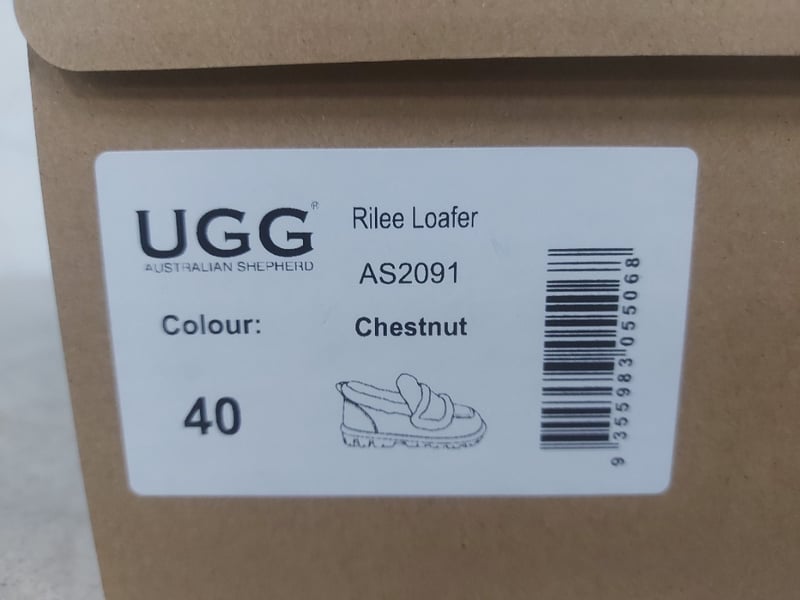 UGG®
AUSTRALIAN SHEPHERD
Rilee Loafer
AS2091
Colour:
Chestnut
40
9 355983 055068